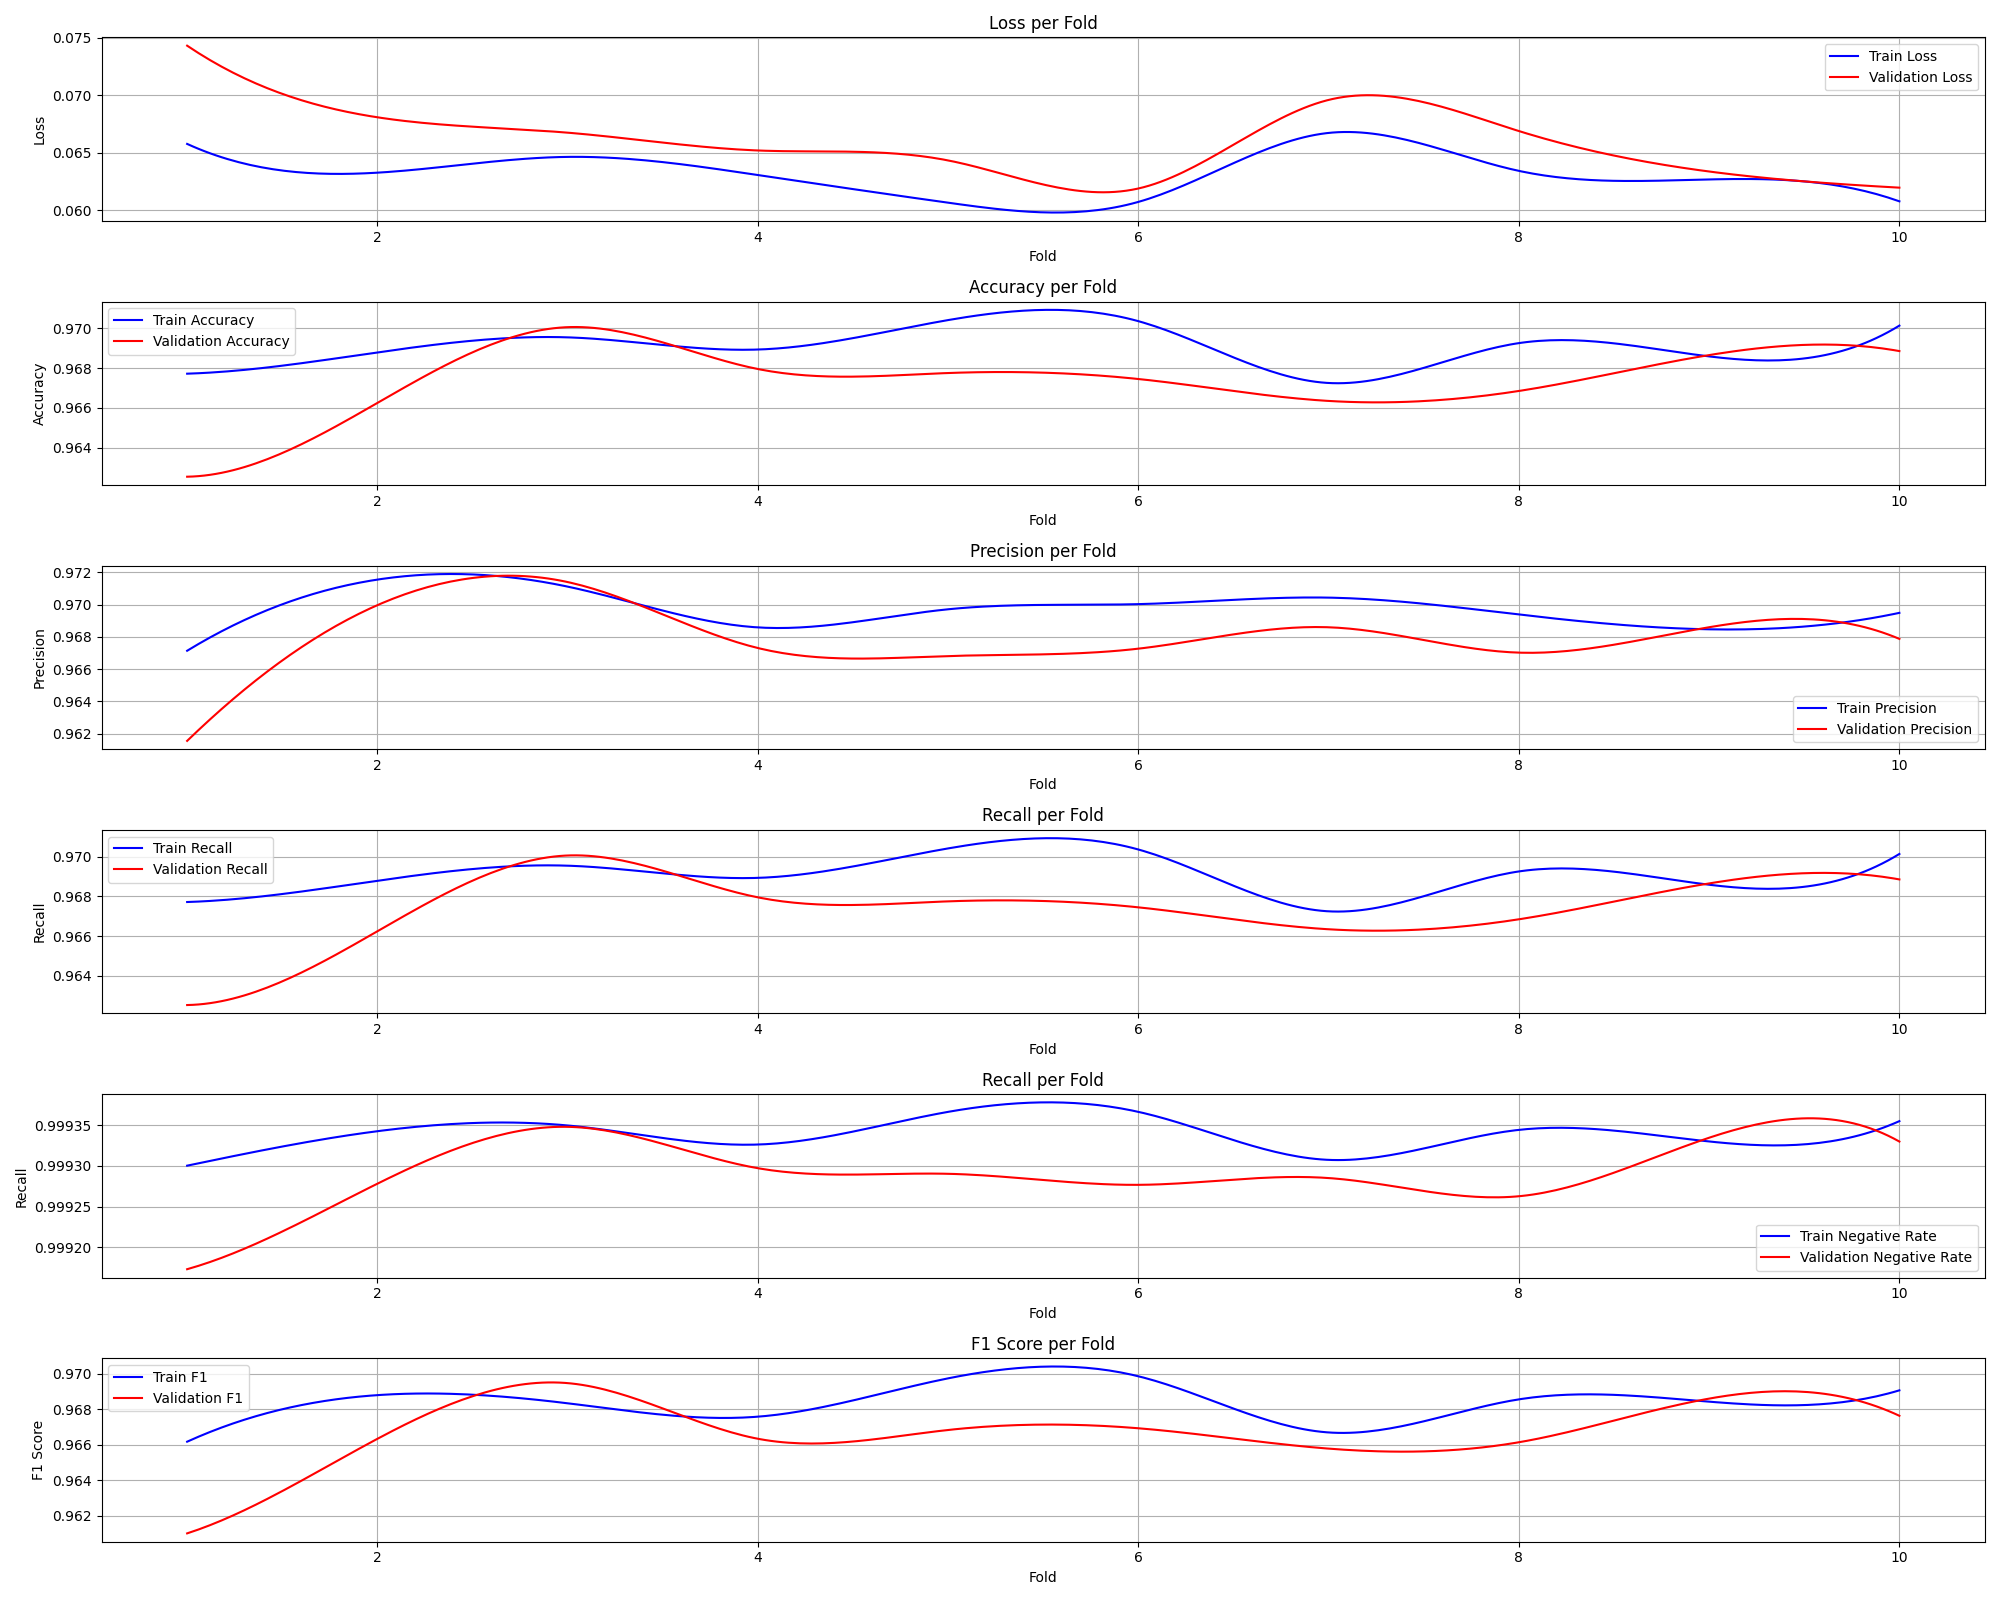 Loss per Fold
0.075
0.070
0.065
0.060
Loss
Train Loss
Validation Loss
2 4 6 8 10
Fold
Accuracy per Fold
0.970
0.968
0.966
0.964
Accuracy
Train Accuracy
Validation Accuracy
2 4 6 8 10
Fold
Precision per Fold
0.972
0.970
0.968
0.966
0.964
0.962
Precision
Train Precision
Validation Precision
2 4 6 8 10
Fold
Recall per Fold
0.970
0.968
0.966
0.964
Recall
Train Recall
Validation Recall
2 4 6 8 10
Fold
Recall per Fold
0.99935
0.99930
0.99925
0.99920
Recall
Train Negative Rate
Validation Negative Rate
2 4 6 8 10
Fold
F1 Score per Fold
0.970
0.968
0.966
0.964
0.962
F1 Score
Train F1
Validation F1
2 4 6 8 10
Fold